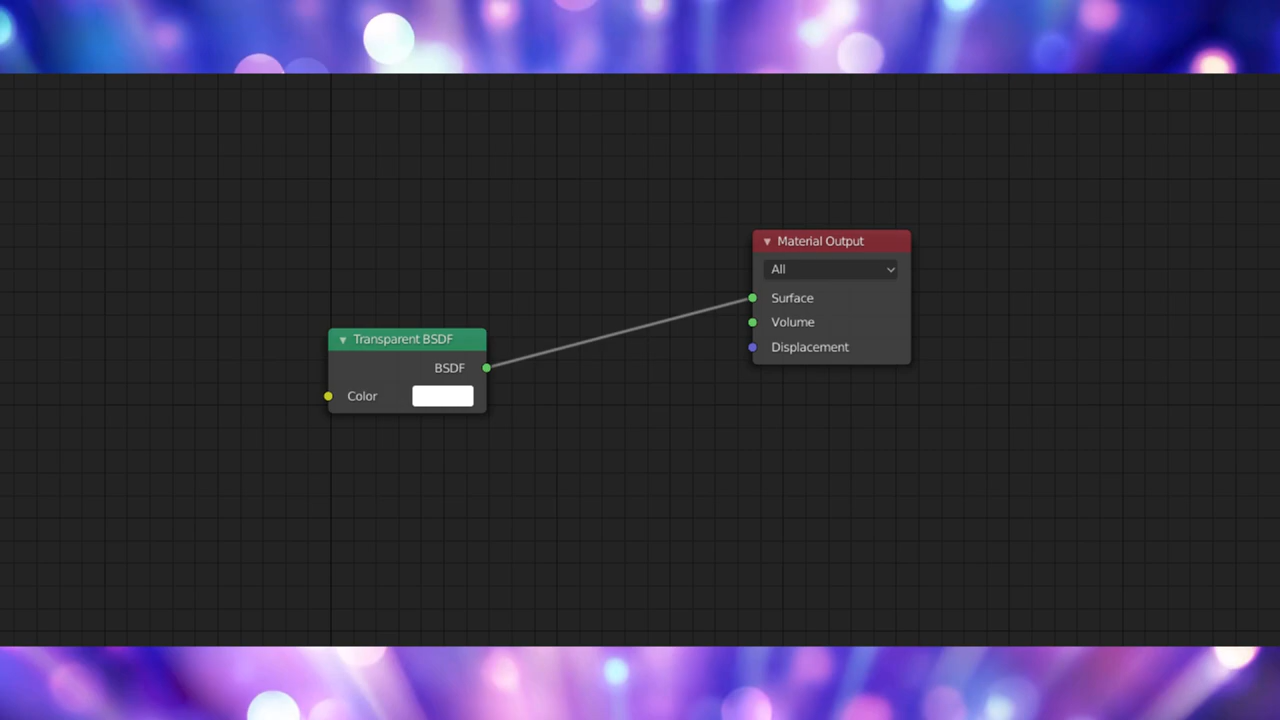 Material Output
All
Surface
Volume
Displacement
Transparent BSDF
BSDF
Color